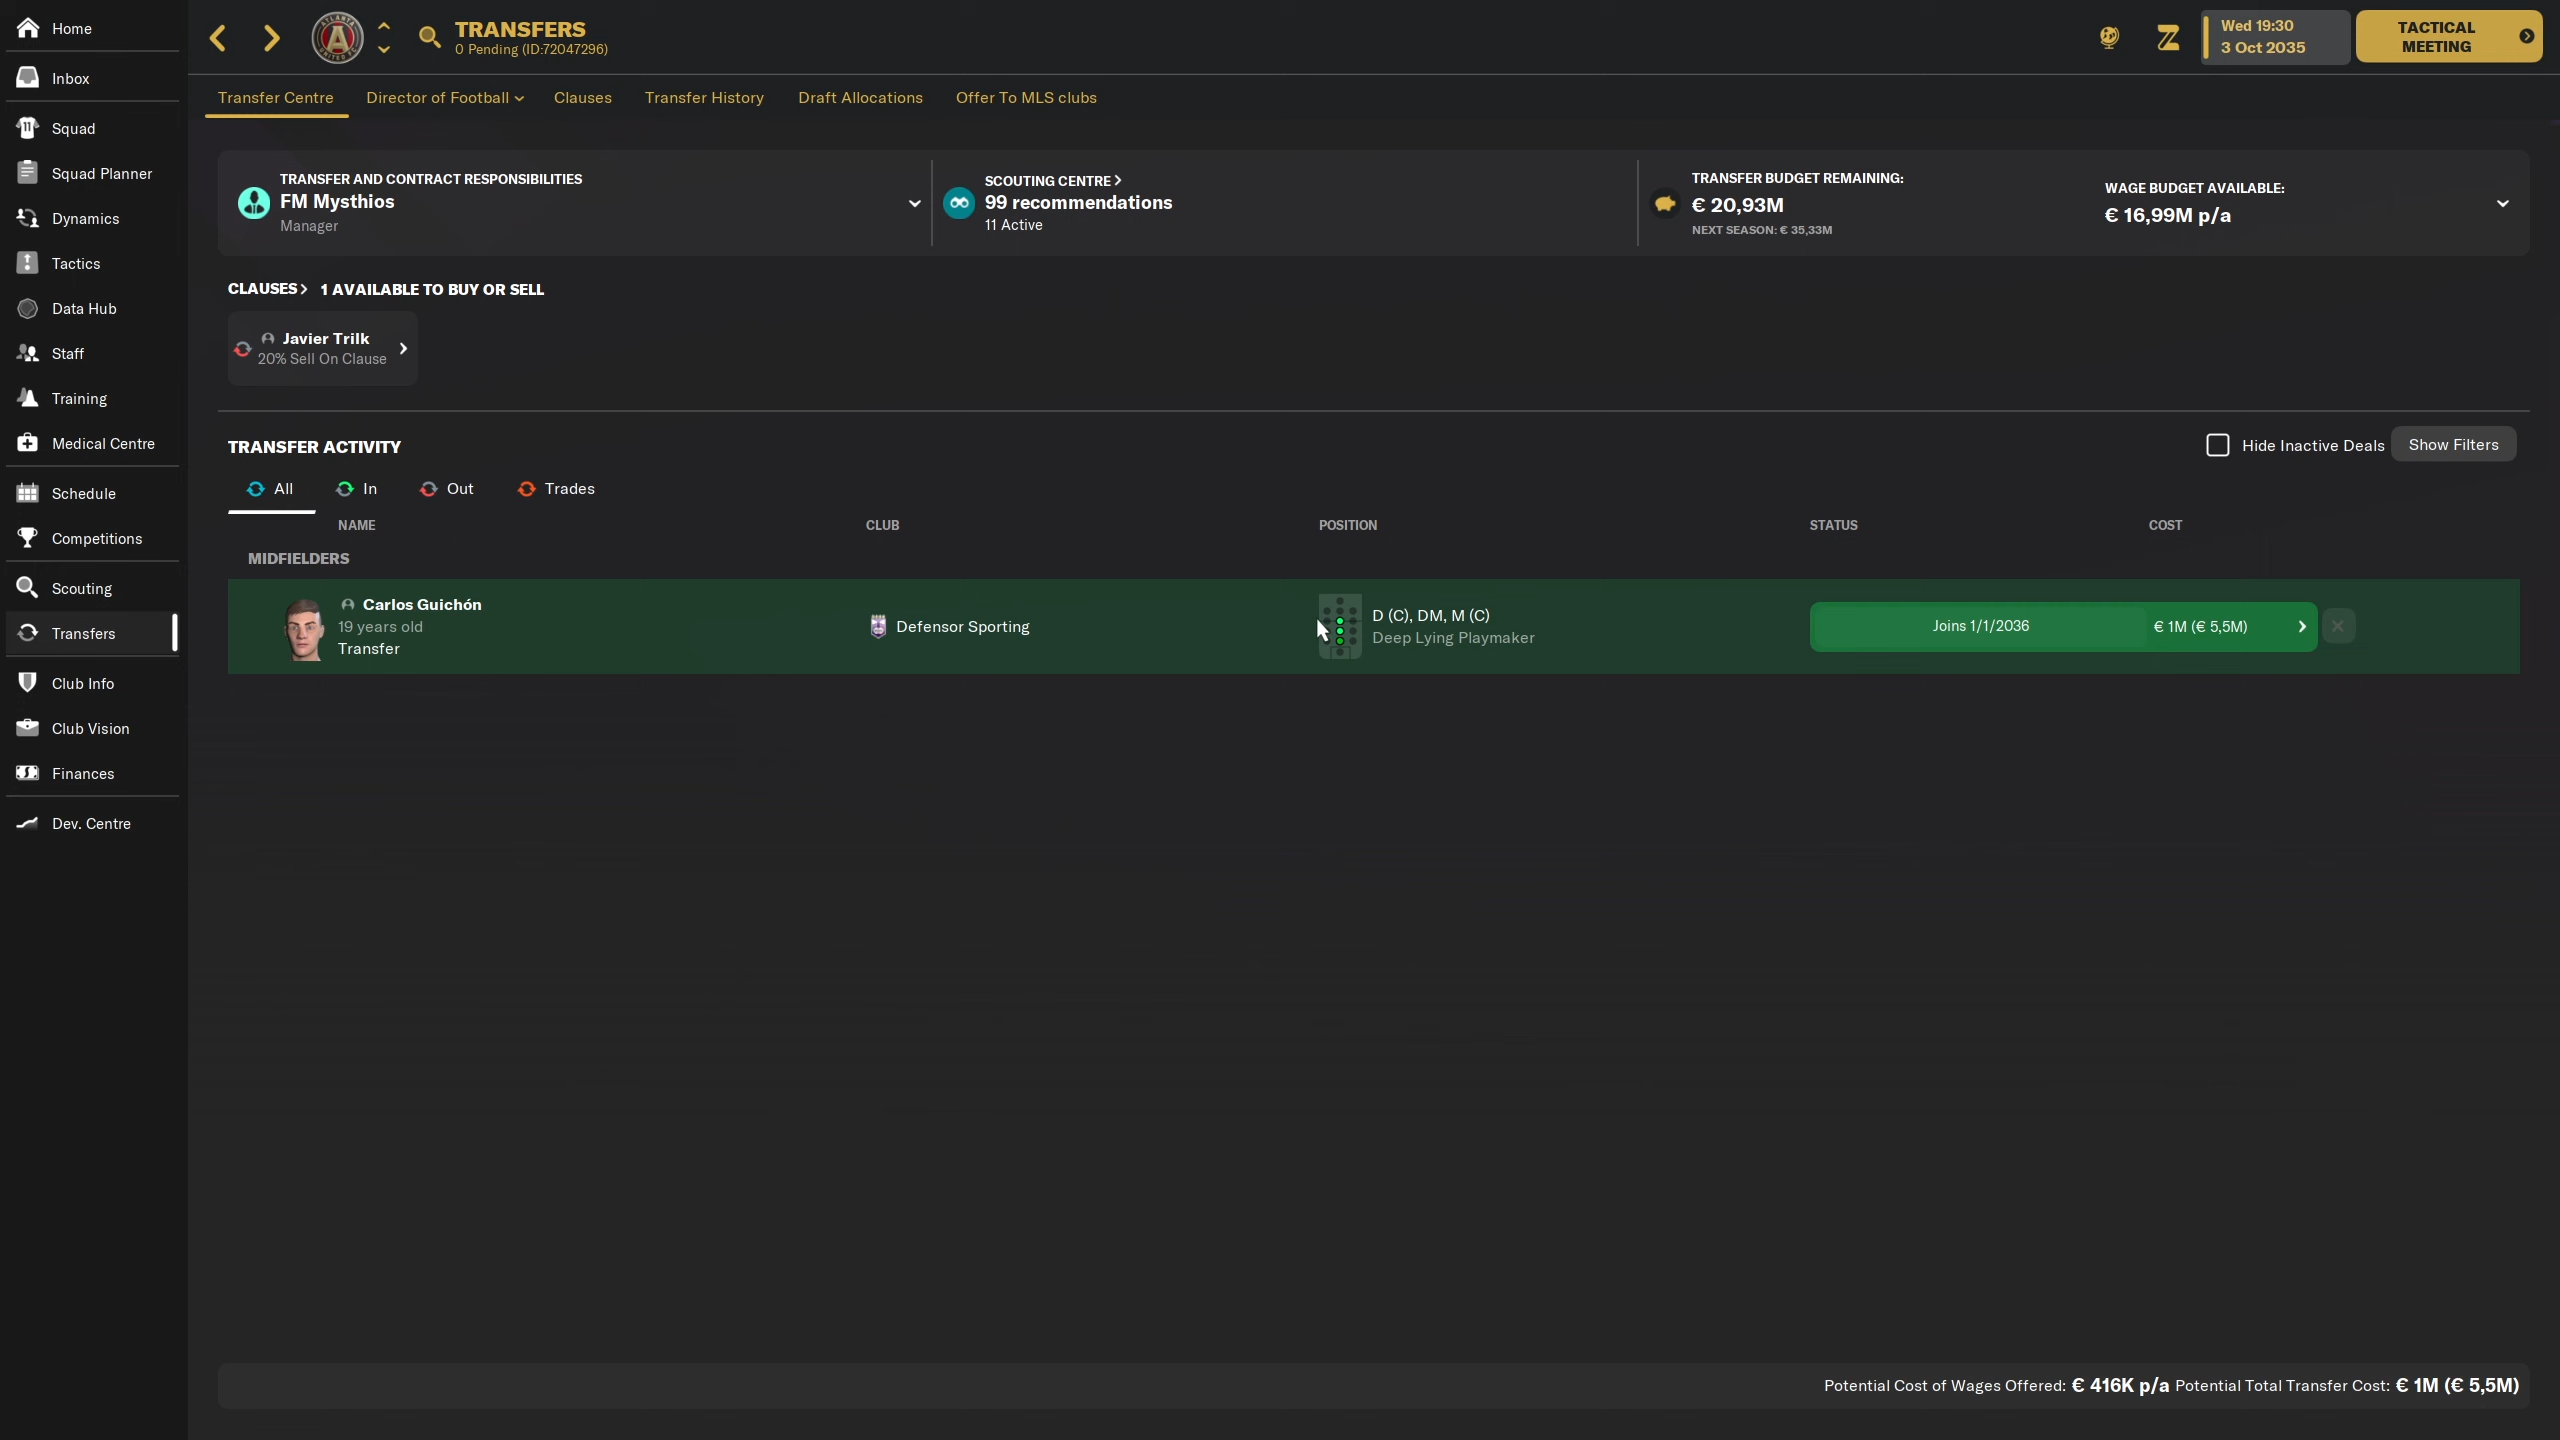 Home
Inbox
Squad
Squad Planner
Dynamics
Tactics
Data Hub
Staff
Training
Medical Centre
Schedule
Competitions
Scouting
Transfers
Club Info
Club Vision
Finances
Dev. Centre
TRANSFERS
0 Pending (ID:72047296)
Wed 19:30
3 Oct 2035
TACTICAL
MEETING
Transfer Centre Director of Football Clauses Transfer History Draft Allocations Offer To MLS clubs
TRANSFER AND CONTRACT RESPONSIBILITIES
FM Mysthios
Manager
SCOUTING CENTRE
99 recommendations
11 Active
TRANSFER BUDGET REMAINING:
€ 20,93M
NEXT SEASON: € 35,33M
WAGE BUDGET AVAILABLE:
€ 16,99M p/a
CLAUSES 1 AVAILABLE TO BUY OR SELL
Javier Trilk
20% Sell On Clause
TRANSFER ACTIVITY
Hide Inactive Deals Show Filters
All In Out Trades
NAME CLUB POSITION STATUS COST
MIDFIELDERS
Carlos Guichón
19 years old
Transfer
Defensor Sporting
D (C), DM, M (C)
Deep Lying Playmaker
Joins 1/1/2036 € 1M (€ 5,5M)
Potential Cost of Wages Offered: € 416K p/a Potential Total Transfer Cost: € 1M (€ 5,5M)